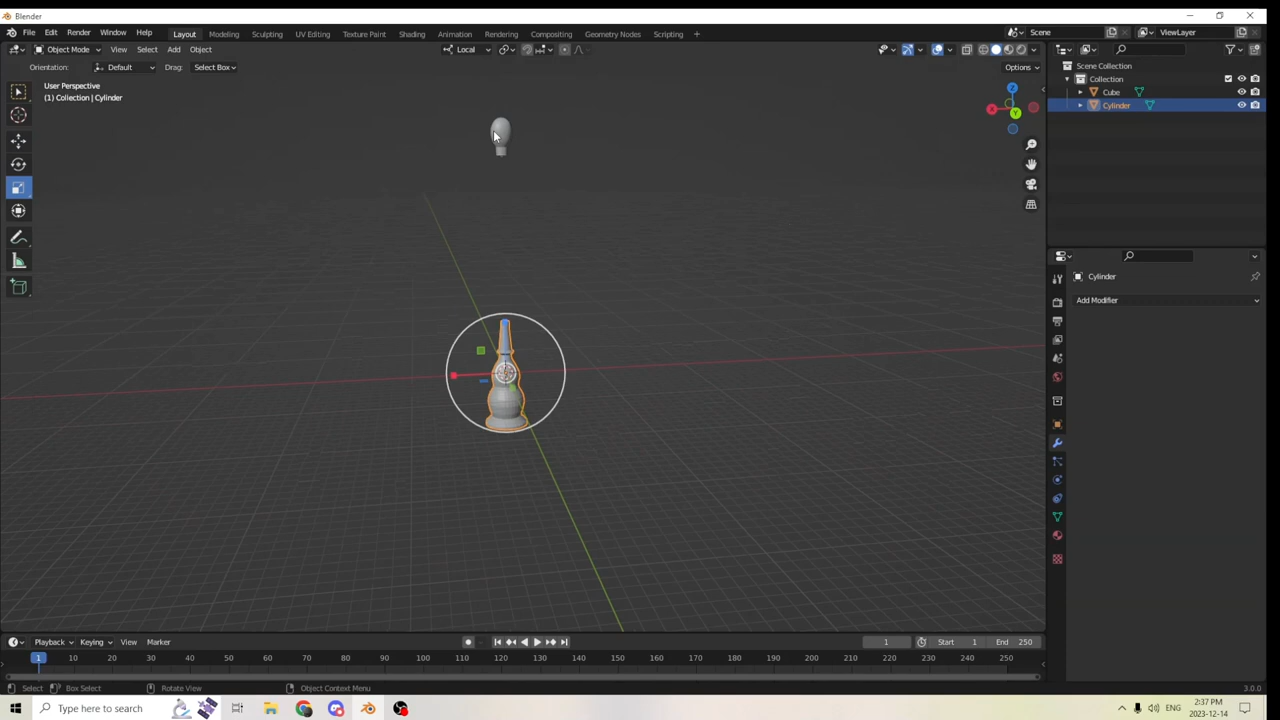 Blender
File Edit Render Window Help Layout Modeling Sculpting UV Editing Texture Paint Shading Animation Rendering Compositing Geometry Nodes Scripting + Scene ViewLayer
Object Mode View Select Add Object Local
Orientation: Default Drag: Select Box Options
User Perspective
(1) Collection | Cylinder
Z
X
Y
Scene Collection
Collection
Cube
Cylinder
Cylinder
Add Modifier
Playback Keying View Marker 1 Start 1 End 250
1 10 20 30 40 50 60 70 80 90 100 110 120 130 140 150 160 170 180 190 200 210 220 230 240 250
Select Box Select Rotate View Object Context Menu 3.0.0
Type here to search ENG 2:37 PM
2023-12-14